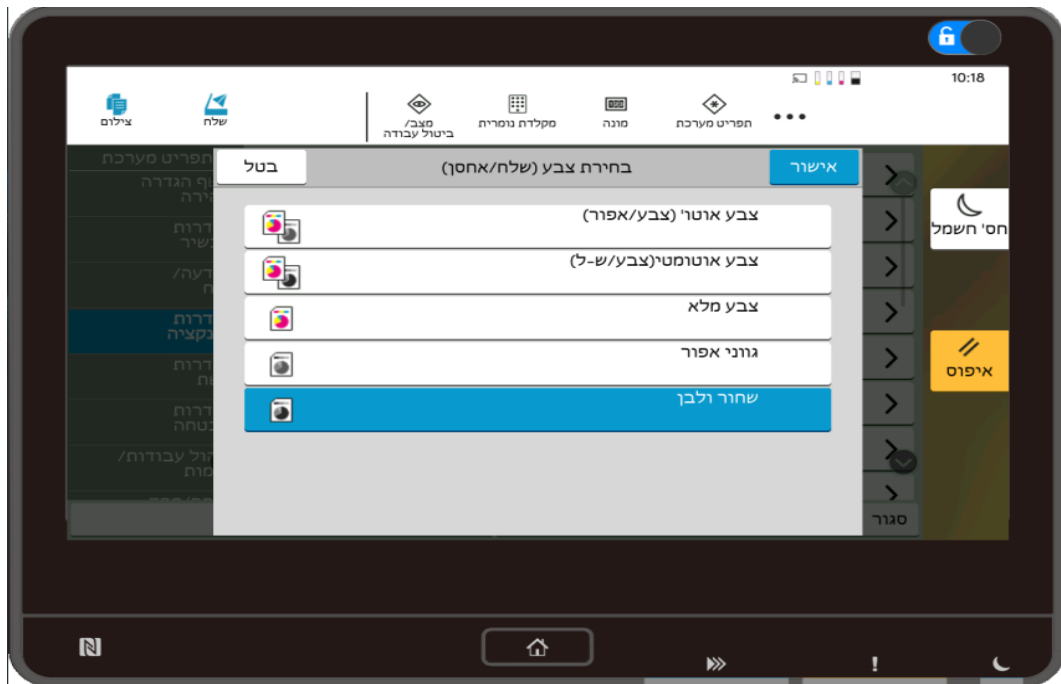 10:18
צילום
שלח
מצב/
ביטול עבודה
מקלדת נומרית
מונה
תפריט מערכת
תפריט מערכת
בטל
בחירת צבע (שלח/אחסן)
אישור
צבע אוטו' (צבע/אפור)
צבע אוטומטי(צבע/ש-ל)
צבע מלא
גווני אפור
שחור ולבן
חס' חשמל
איפוס
סגור